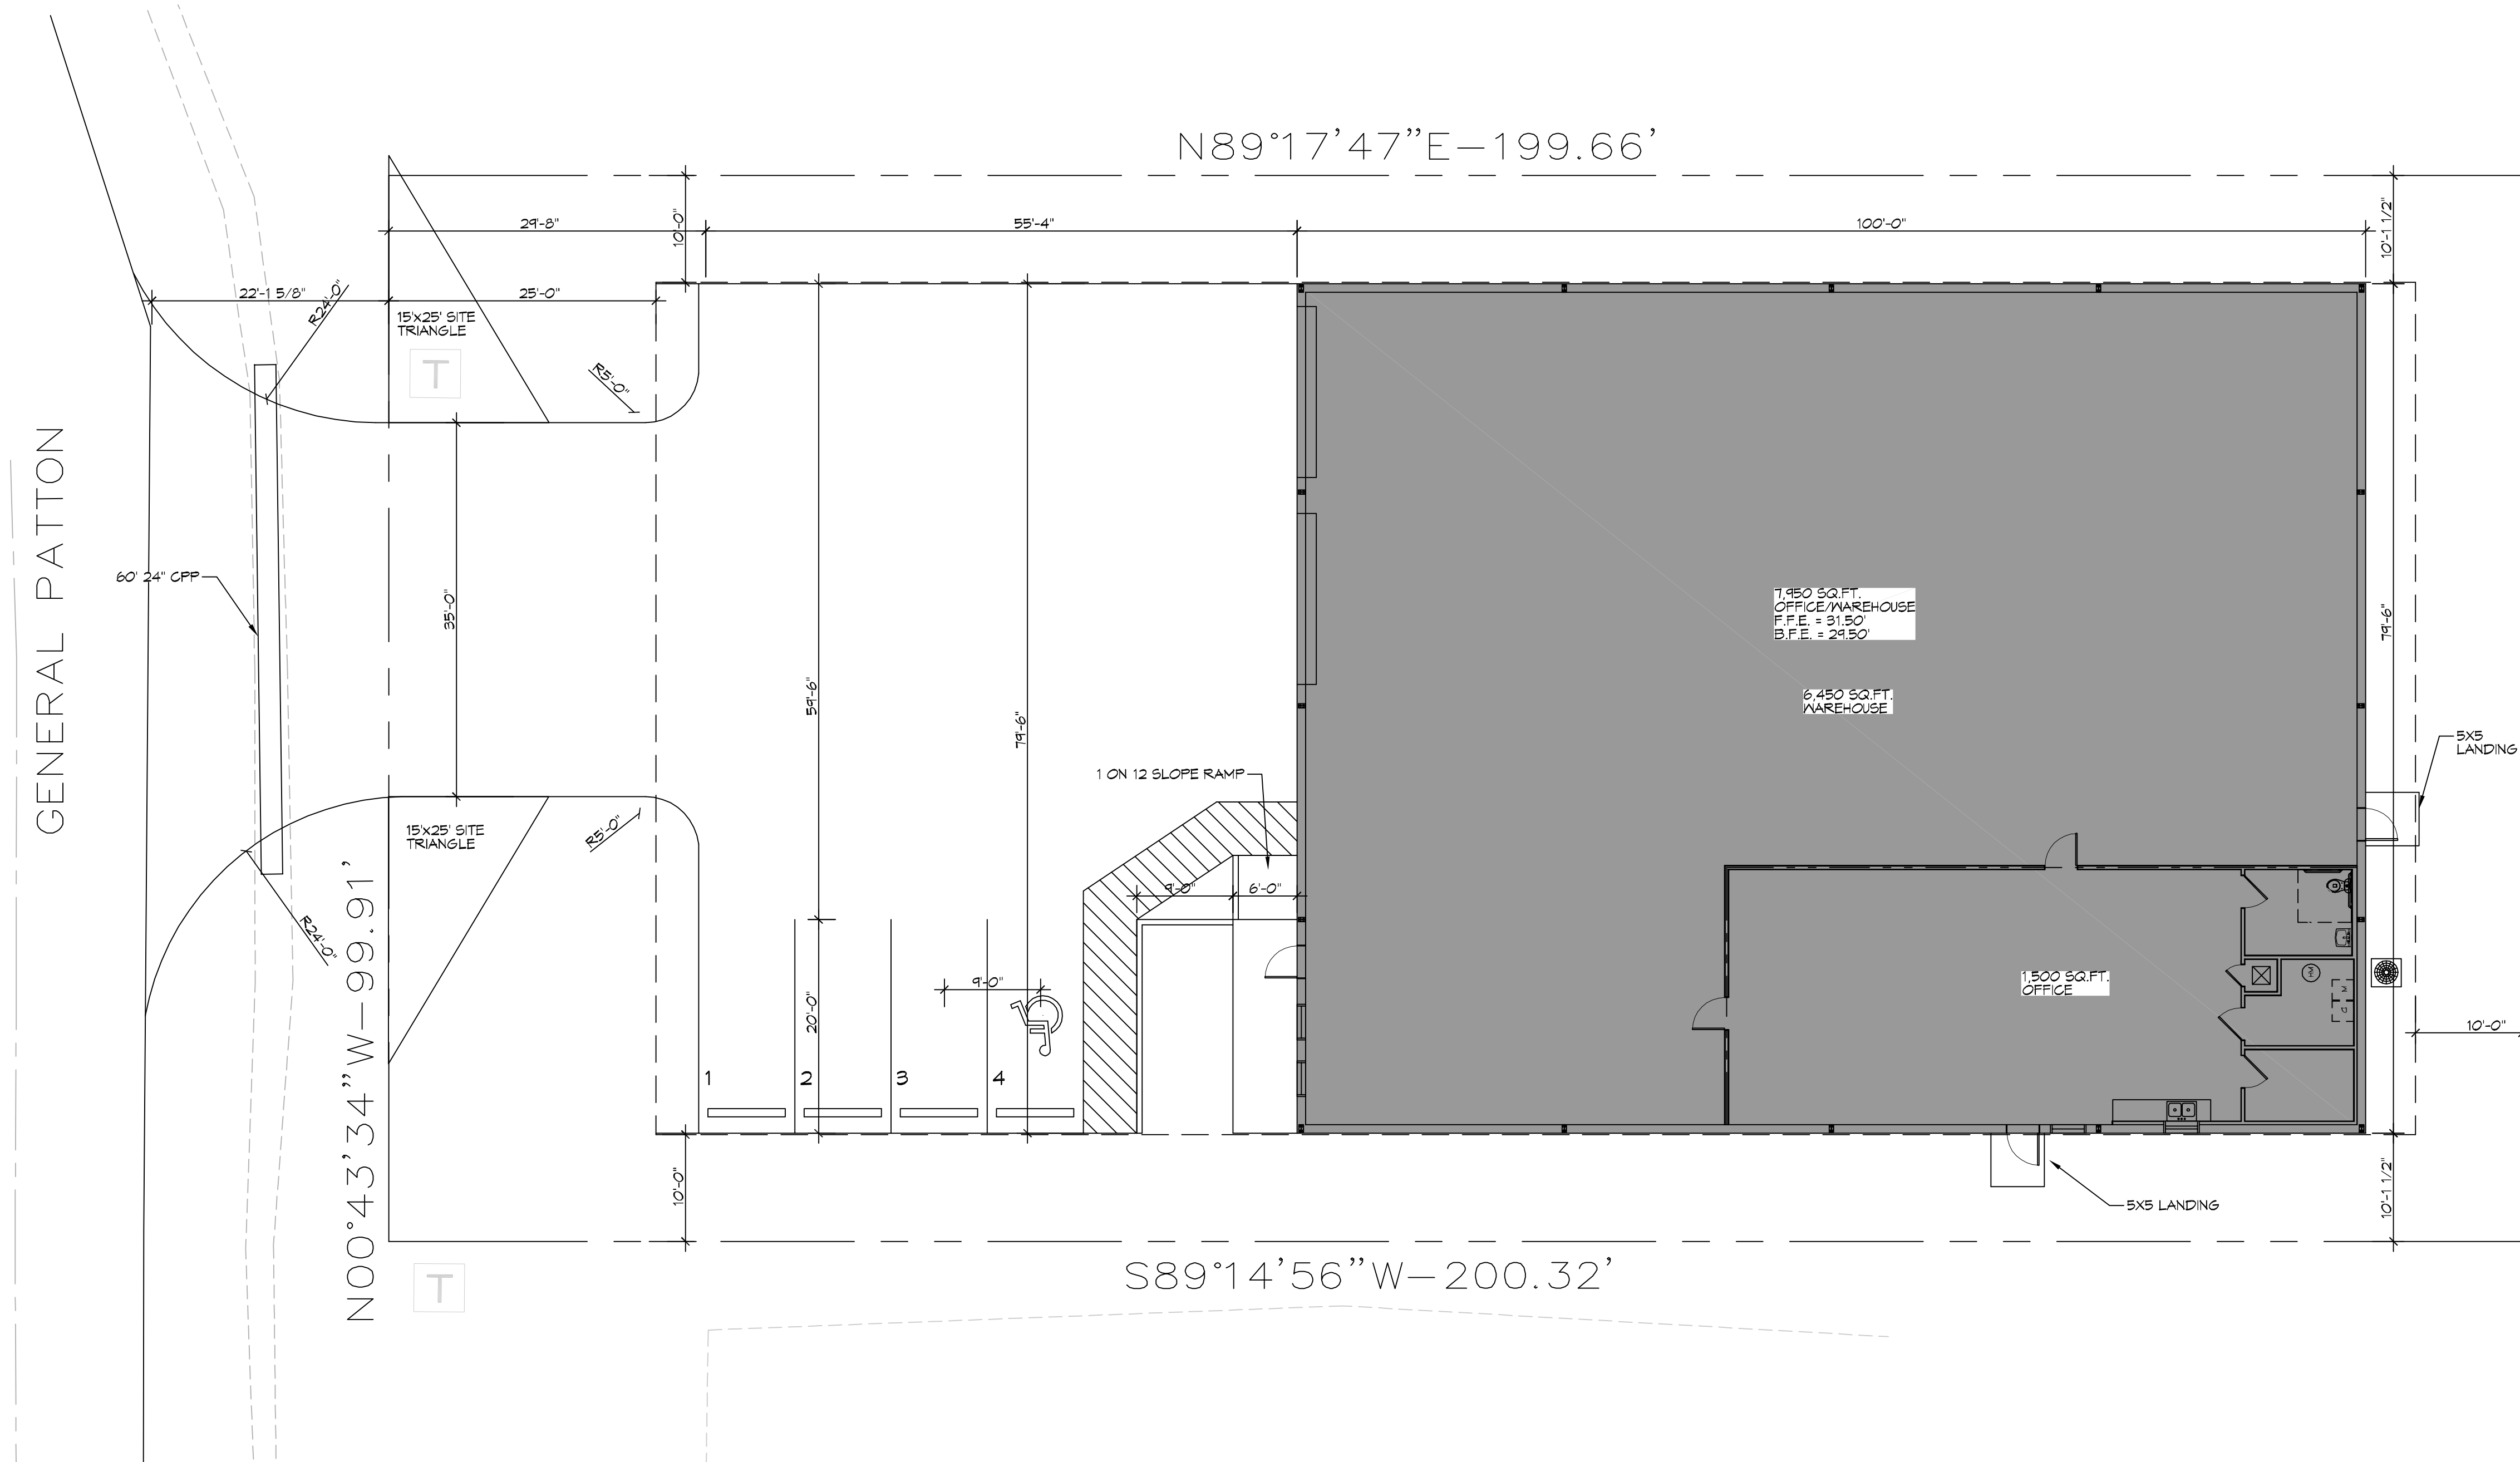 N89°17'47"E-199.66'
29'-8"
55'-4"
100'-0"
10'-0"
10'-1 1/2"
22'-1 5/8"
R24'-0"
25'-0"
15'x25' SITE
TRIANGLE
T
R5'-0"
GENERAL PATTON
60' 24" CPP
35'-0"
59'-6"
79'-6"
7,950 SQ.FT.
OFFICE/WAREHOUSE
F.F.E. = 31.50'
B.F.E. = 29.50'
79'-6"
6,450 SQ.FT.
WAREHOUSE
5X5
LANDING
1 ON 12 SLOPE RAMP
15'x25' SITE
TRIANGLE
R5'-0"
9'-0"
6'-0"
R24'-0"
N00°43'34"W-99.91'
9'-0"
20'-0"
1,500 SQ.FT.
OFFICE
HW
W
D
10'-0"
1
2
3
4
10'-0"
10'-1 1/2"
5X5 LANDING
S89°14'56"W-200.32'
T